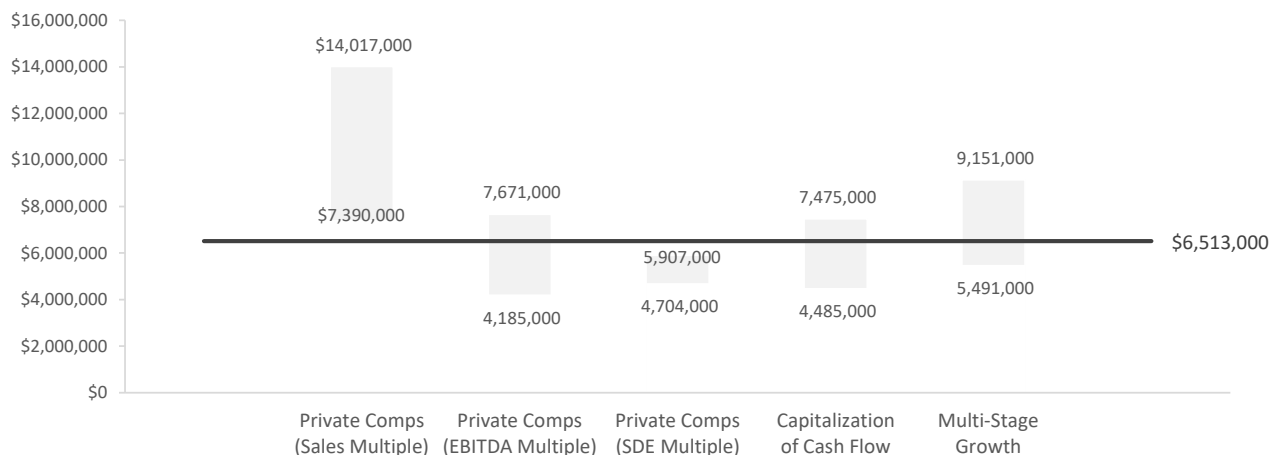 $16,000,000
$14,000,000
$12,000,000
$10,000,000
$8,000,000
$6,000,000
$4,000,000
$2,000,000
$0
$14,017,000
$7,390,000
7,671,000
4,185,000
5,907,000
4,704,000
7,475,000
4,485,000
9,151,000
5,491,000
$6,513,000
Private Comps
(Sales Multiple)
Private Comps
(EBITDA Multiple)
Private Comps
(SDE Multiple)
Capitalization
of Cash Flow
Multi-Stage
Growth